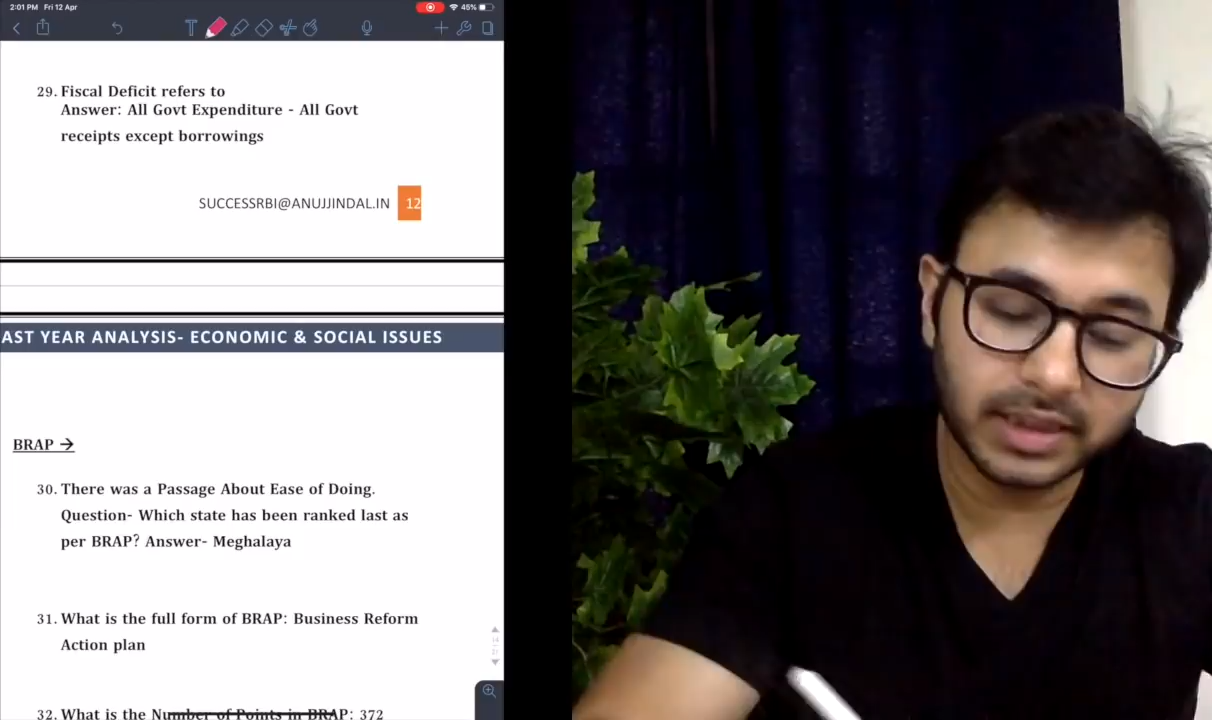 2:01 PM Fri 12 Apr
45%
T
29. Fiscal Deficit refers to
Answer: All Govt Expenditure - All Govt
receipts except borrowings
SUCCESSRBI@ANUJJINDAL.IN 12
AST YEAR ANALYSIS- ECONOMIC & SOCIAL ISSUES
BRAP →
30. There was a Passage About Ease of Doing.
Question- Which state has been ranked last as
per BRAP? Answer- Meghalaya
31. What is the full form of BRAP: Business Reform
Action plan
32. What is the Number of Points in BRAP: 372